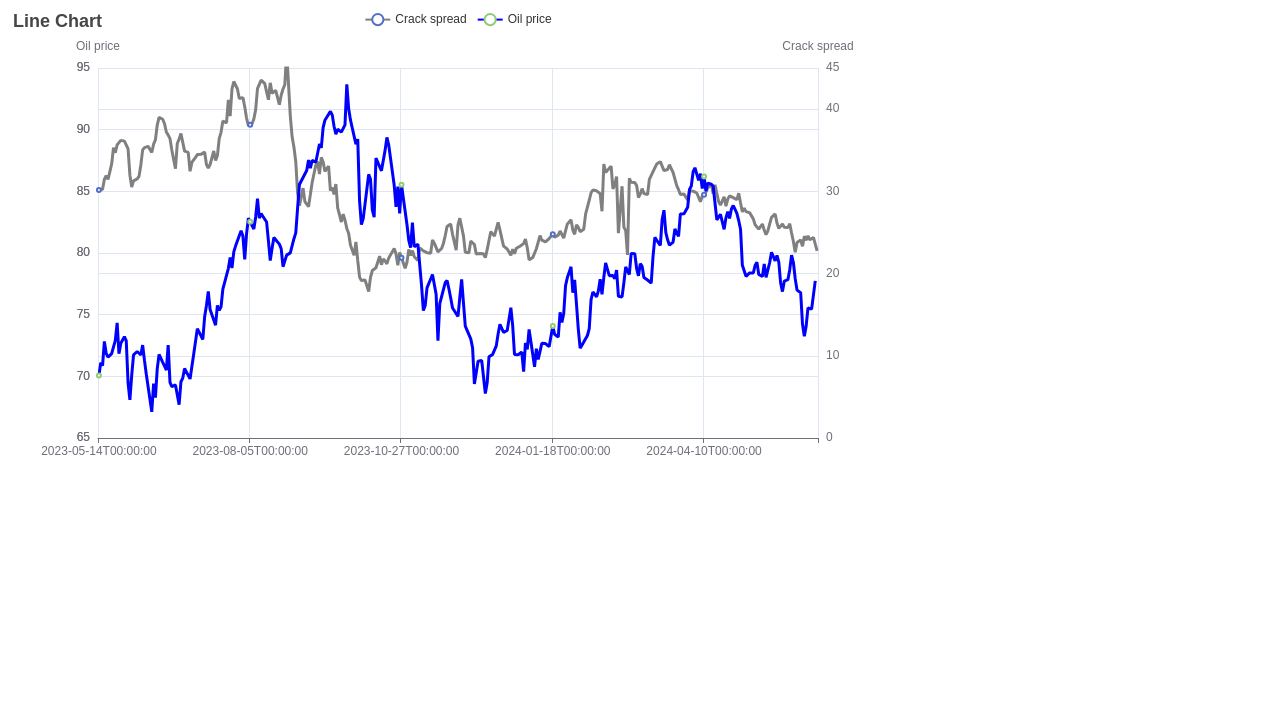 Line Chart
Crack spread
Oil price
Oil price
Crack spread
95
90
85
80
75
70
65
45
40
30
20
10
0
2023-05-14T00:00:00
2023-08-05T00:00:00
2023-10-27T00:00:00
2024-01-18T00:00:00
2024-04-10T00:00:00